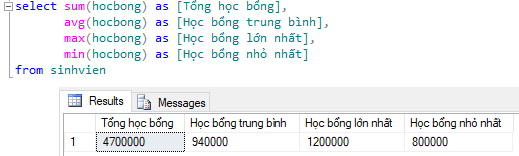 select sum(hocbong) as [Tổng học bổng],
avg(hocbong) as [Học bổng trung bình],
max(hocbong) as [Học bổng lớn nhất],
min(hocbong) as [Học bổng nhỏ nhất]
from sinhvien
Results Messages
Tổng học bổng Học bổng trung bình Học bổng lớn nhất Học bổng nhỏ nhất
1 4700000 940000 1200000 800000